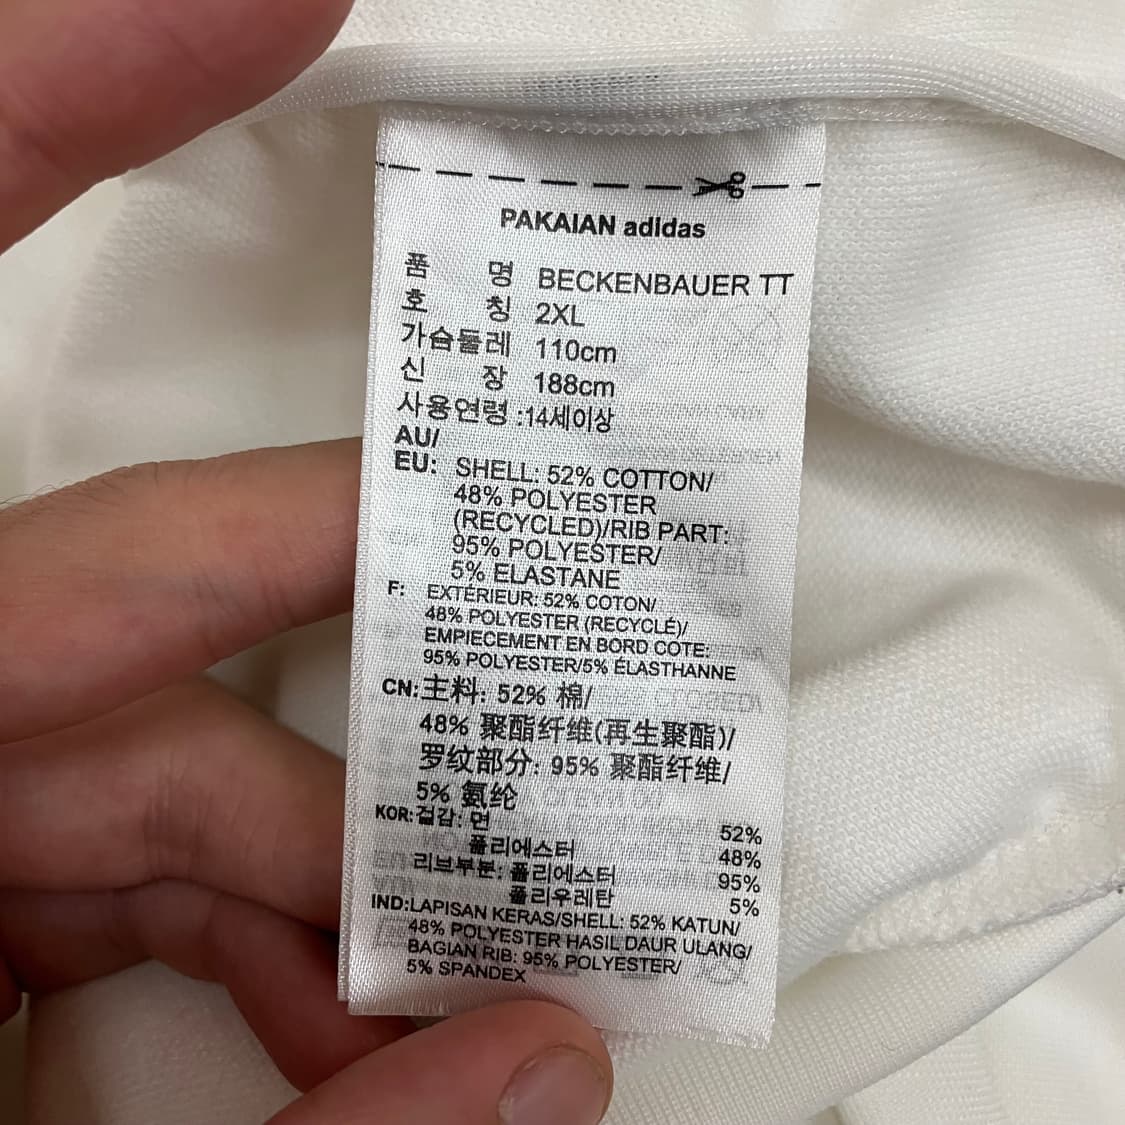 PAKAIAN adidas
품 명 BECKENBAUER TT
호 칭 2XL
가슴둘레 110cm
신 장 188cm
사용연령 :14세이상
AU/
EU: SHELL: 52% COTTON/
48% POLYESTER
(RECYCLED)/RIB PART:
95% POLYESTER/
5% ELASTANE
F: EXTÉRIEUR: 52% COTON/
48% POLYESTER (RECYCLÉ)/
EMPIECEMENT EN BORD COTE:
95% POLYESTER/5% ÉLASTHANNE
CN:主料: 52% 棉/
48% 聚酯纤维(再生聚酯)/
罗纹部分: 95% 聚酯纤维/
5% 氨纶
KOR:겉감: 면 52%
폴리에스터 48%
리브부분: 폴리에스터 95%
폴리우레탄 5%
IND:LAPISAN KERAS/SHELL: 52% KATUN/
48% POLYESTER HASIL DAUR ULANG/
BAGIAN RIB: 95% POLYESTER/
5% SPANDEX